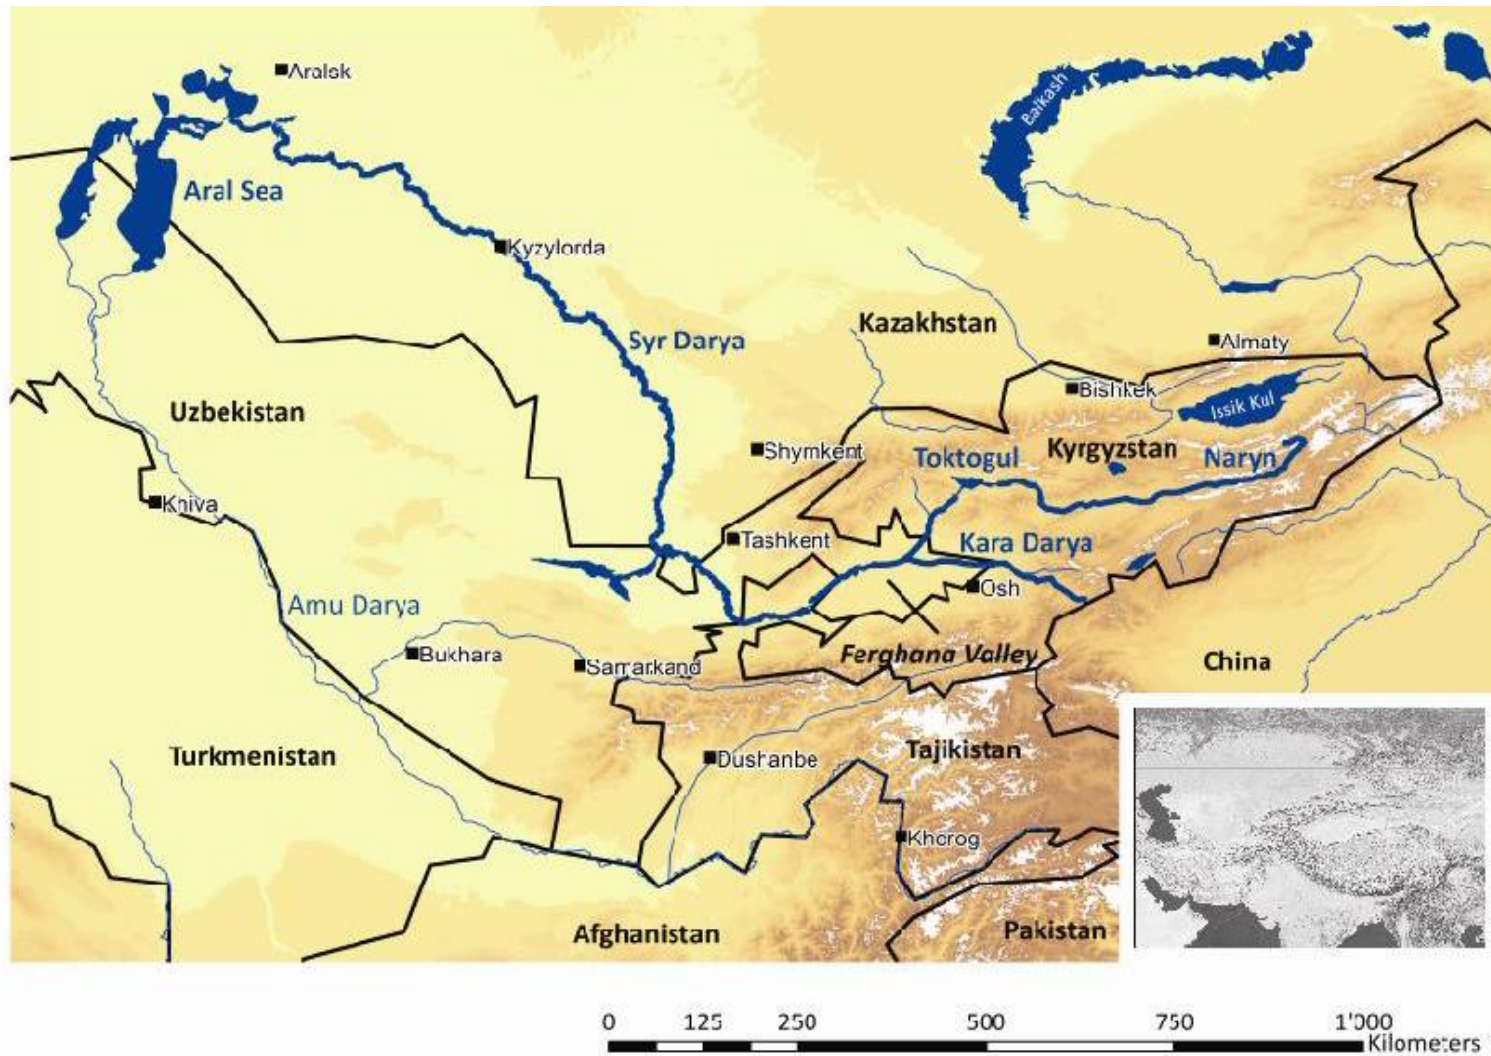 Aralsk
Balkash
Aral Sea
Kyzylorda
Kazakhstan
Syr Darya
Almaty
Bishkek
Issik Kul
Uzbekistan
Shymkent
Toktogul
Kyrgyzstan
Naryn
Khiva
Tashkent
Kara Darya
Osh
Amu Darya
Bukhara
Samarkand
Ferghana Valley
China
Turkmenistan
Dushanbe
Tajikistan
Khorog
Afghanistan
Pakistan
0 125 250 500 750 1'000
Kilometers